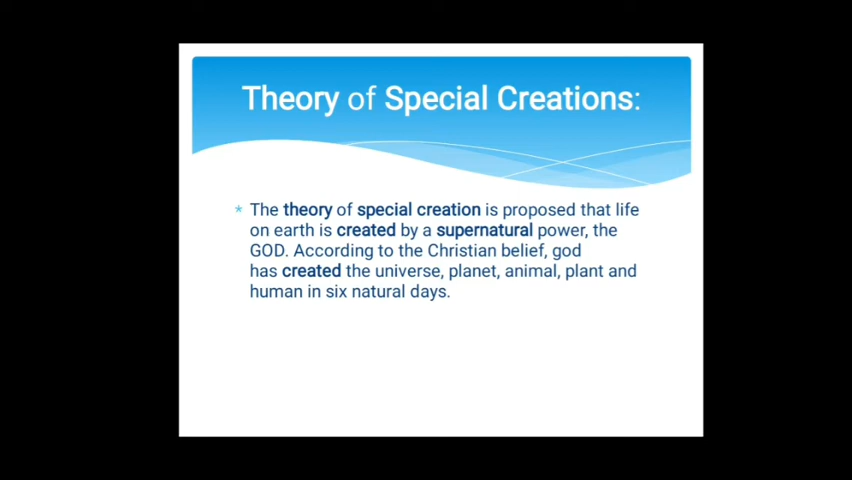 Theory of Special Creations:
* The theory of special creation is proposed that life
on earth is created by a supernatural power, the
GOD. According to the Christian belief, god
has created the universe, planet, animal, plant and
human in six natural days.